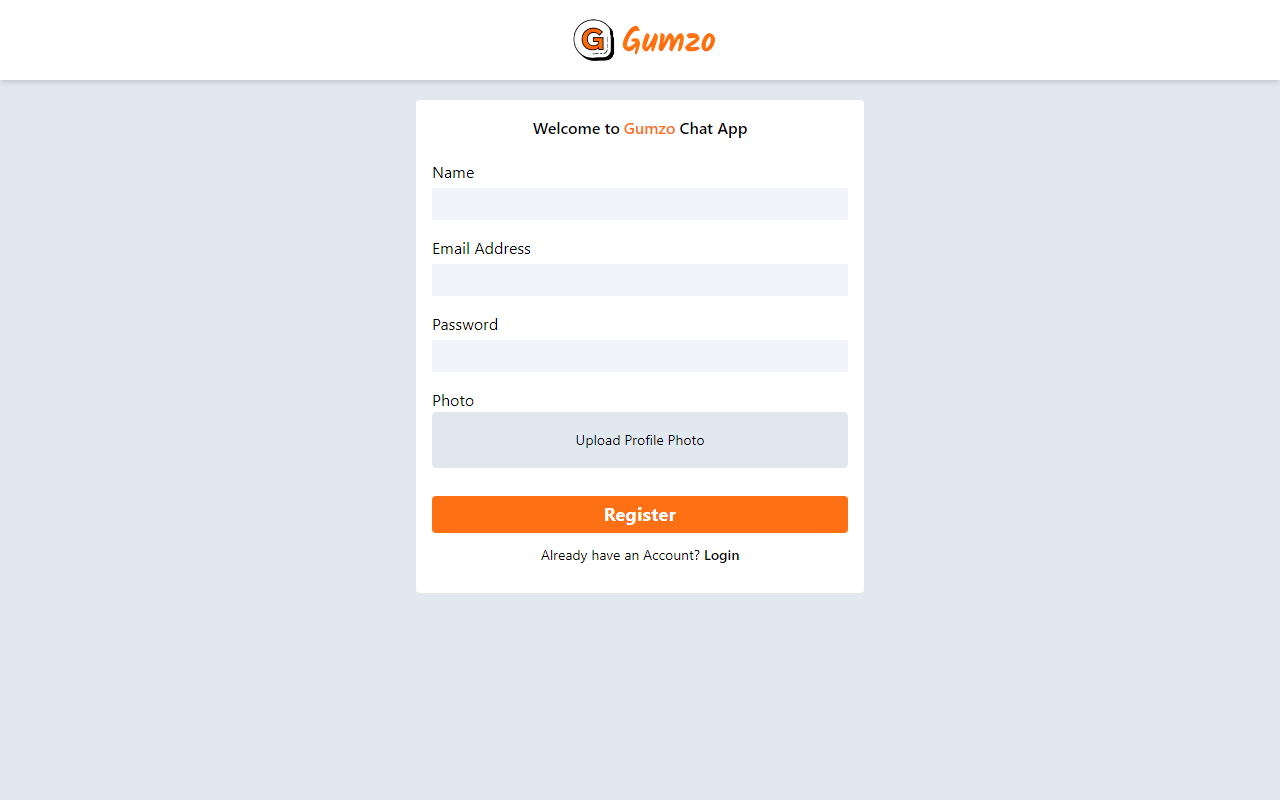 G Gumzo
Welcome to Gumzo Chat App
Name
Email Address
Password
Photo
Upload Profile Photo
Register
Already have an Account? Login